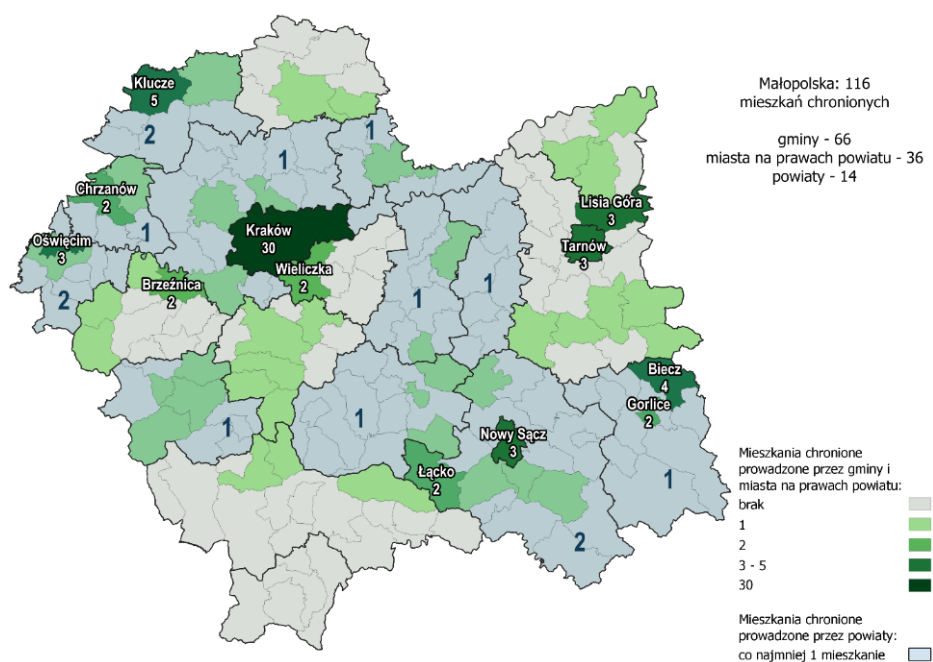 Małopolska: 116
mieszkań chronionych
gminy - 66
miasta na prawach powiatu - 36
powiaty - 14
Klucze
5
2
1
1
Chrzanów
2
1
Oświęcim
3
2
Kraków
30
Wieliczka
2
Brzeźnica
2
Lisia Góra
3
Tarnów
3
1
1
Biecz
4
Gorlice
2
1
1
Nowy Sącz
3
Łącko
2
1
2
Mieszkania chronione
prowadzone przez gminy i
miasta na prawach powiatu:
brak
1
2
3 - 5
30
Mieszkania chronione
prowadzone przez powiaty:
co najmniej 1 mieszkanie